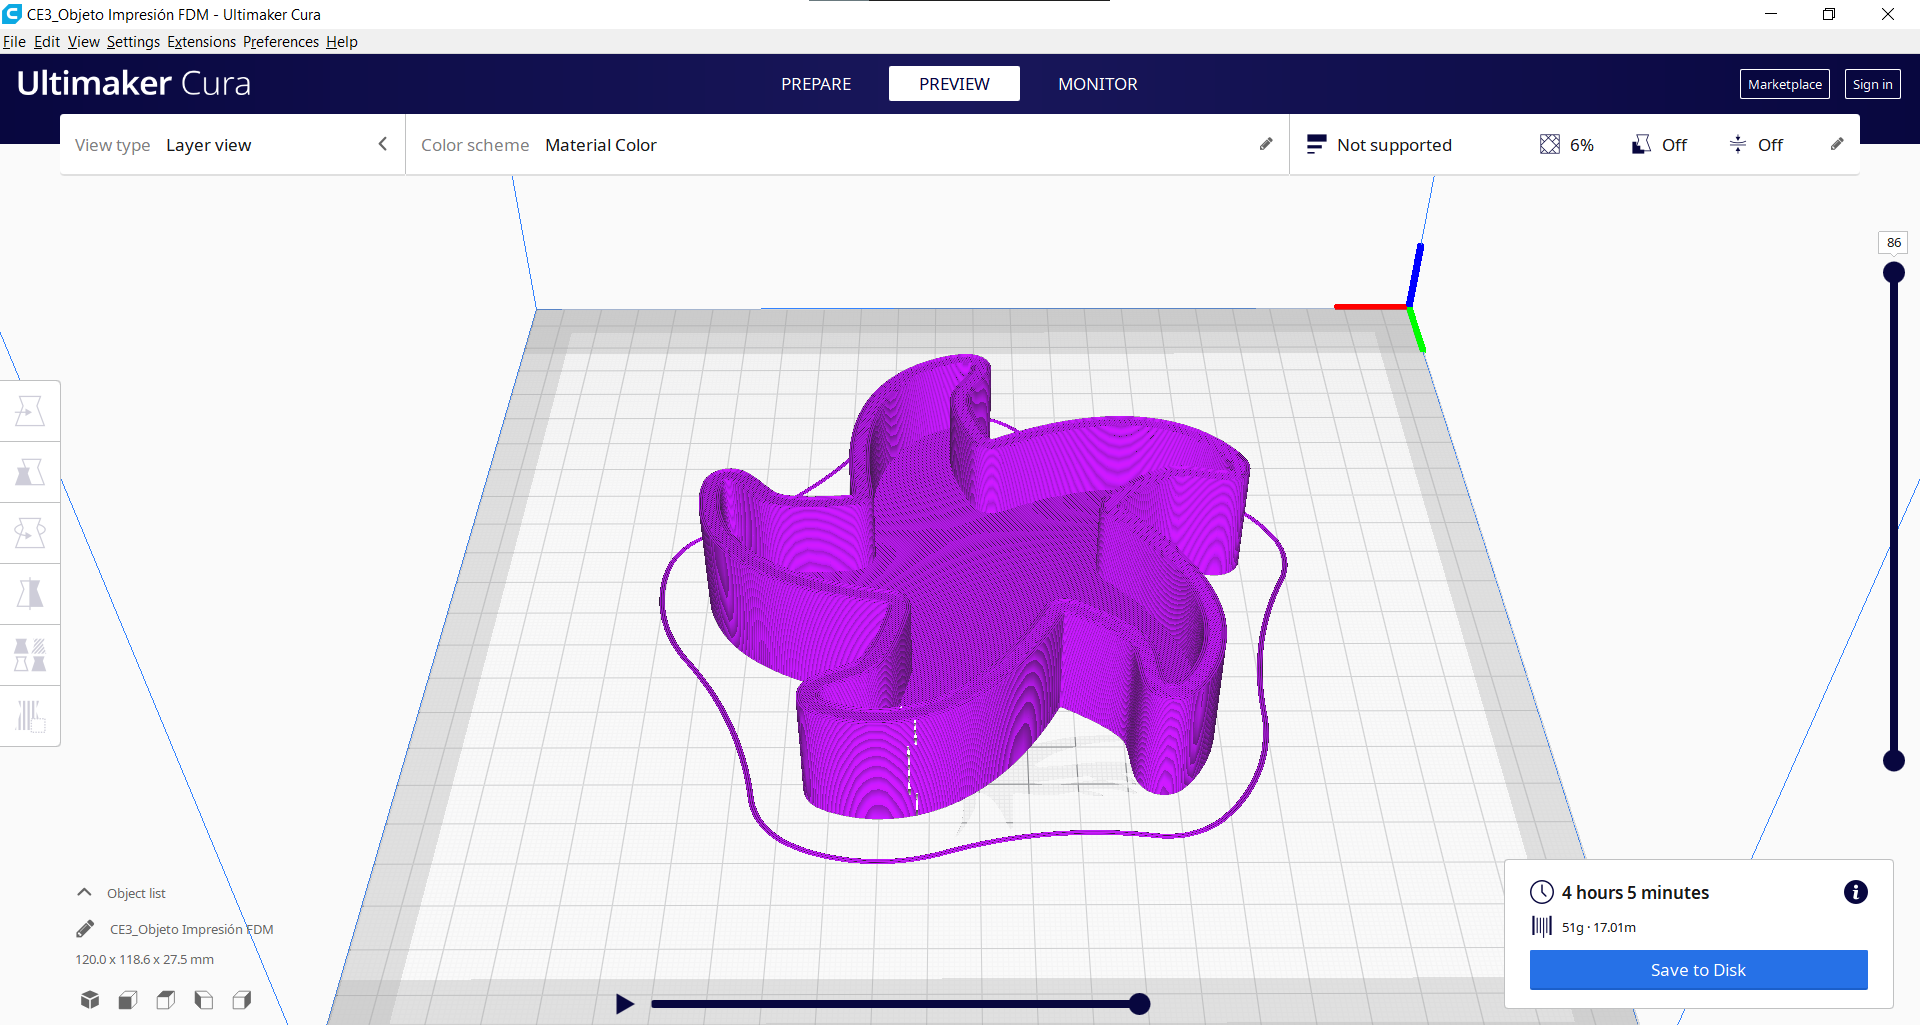 CE3_Objeto Impresión FDM - Ultimaker Cura
File Edit View Settings Extensions Preferences Help
Ultimaker Cura
PREPARE PREVIEW MONITOR
Marketplace Sign in
View type Layer view
Color scheme Material Color
Not supported 6% Off Off
86
Object list
CE3_Objeto Impresión FDM
120.0 x 118.6 x 27.5 mm
4 hours 5 minutes
51g · 17.01m
Save to Disk